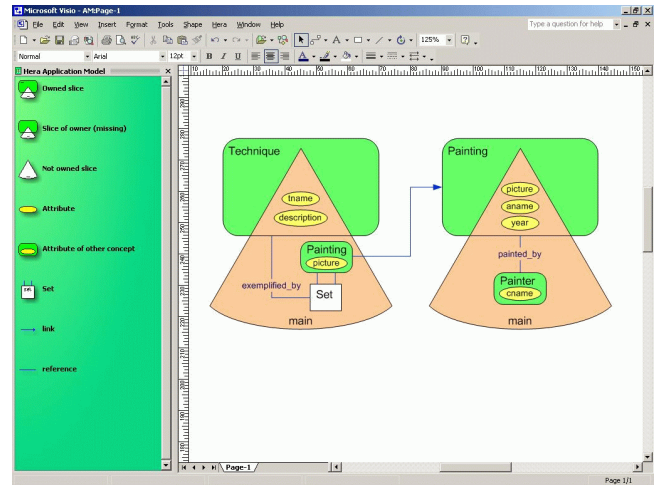 Microsoft Visio - AM:Page-1
File Edit View Insert Format Tools Shape Hera Window Help
Type a question for help
125%
Normal Arial 12pt B I U
Hera Application Model
Owned slice
Slice of owner (missing)
Not owned slice
Attribute
Attribute of other concept
Set
Set
link
reference
Technique
tname
description
Painting
picture
exemplified_by
Set
main
Painting
picture
aname
year
painted_by
Painter
cname
main
Page-1
Page 1/1